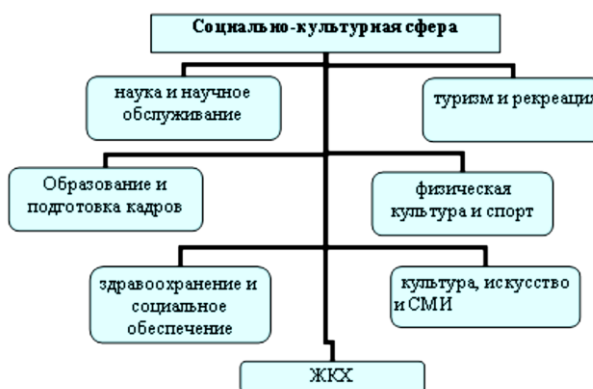 Социально-культурная сфера
наука и научное
обслуживание
туризм и рекреация
Образование и
подготовка кадров
физическая
культура и спорт
здравоохранение и
социальное
обеспечение
культура, искусство
и СМИ
ЖКХ